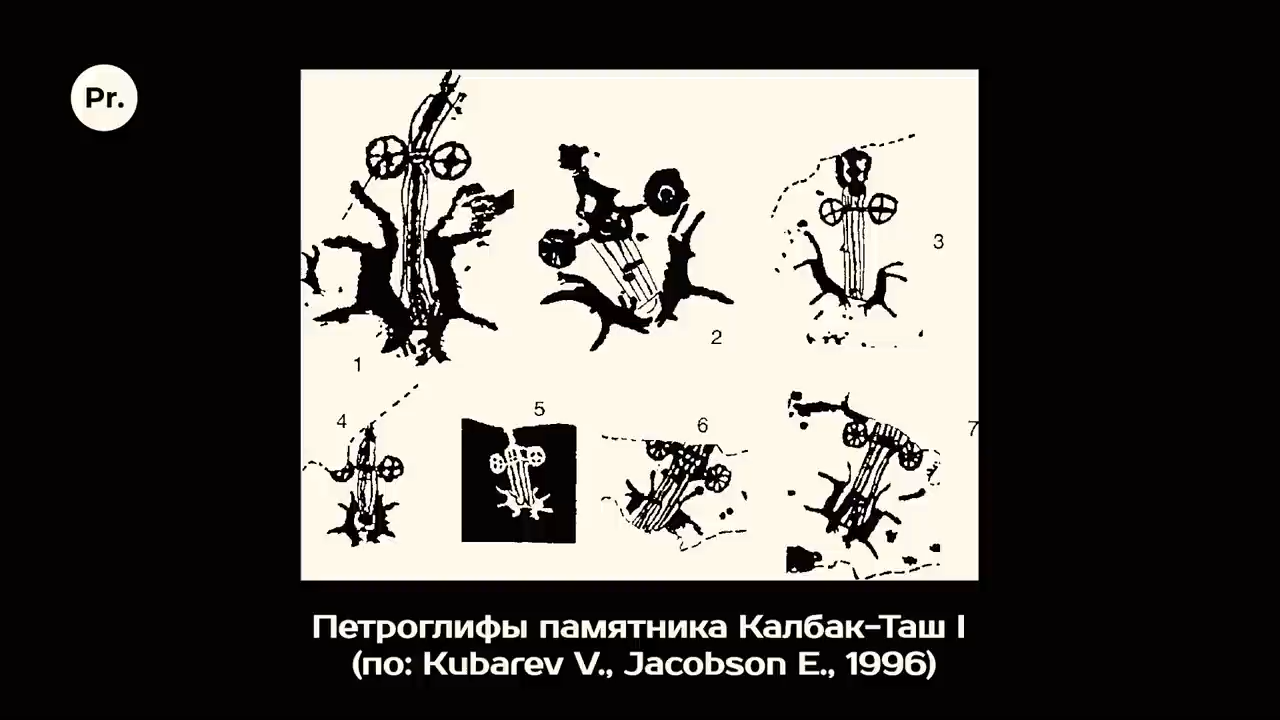 Pr.
1
2
3
4
5
6
7
Петроглифы памятника Калбак-Таш I
(по: Kubarev V., Jacobson E., 1996)